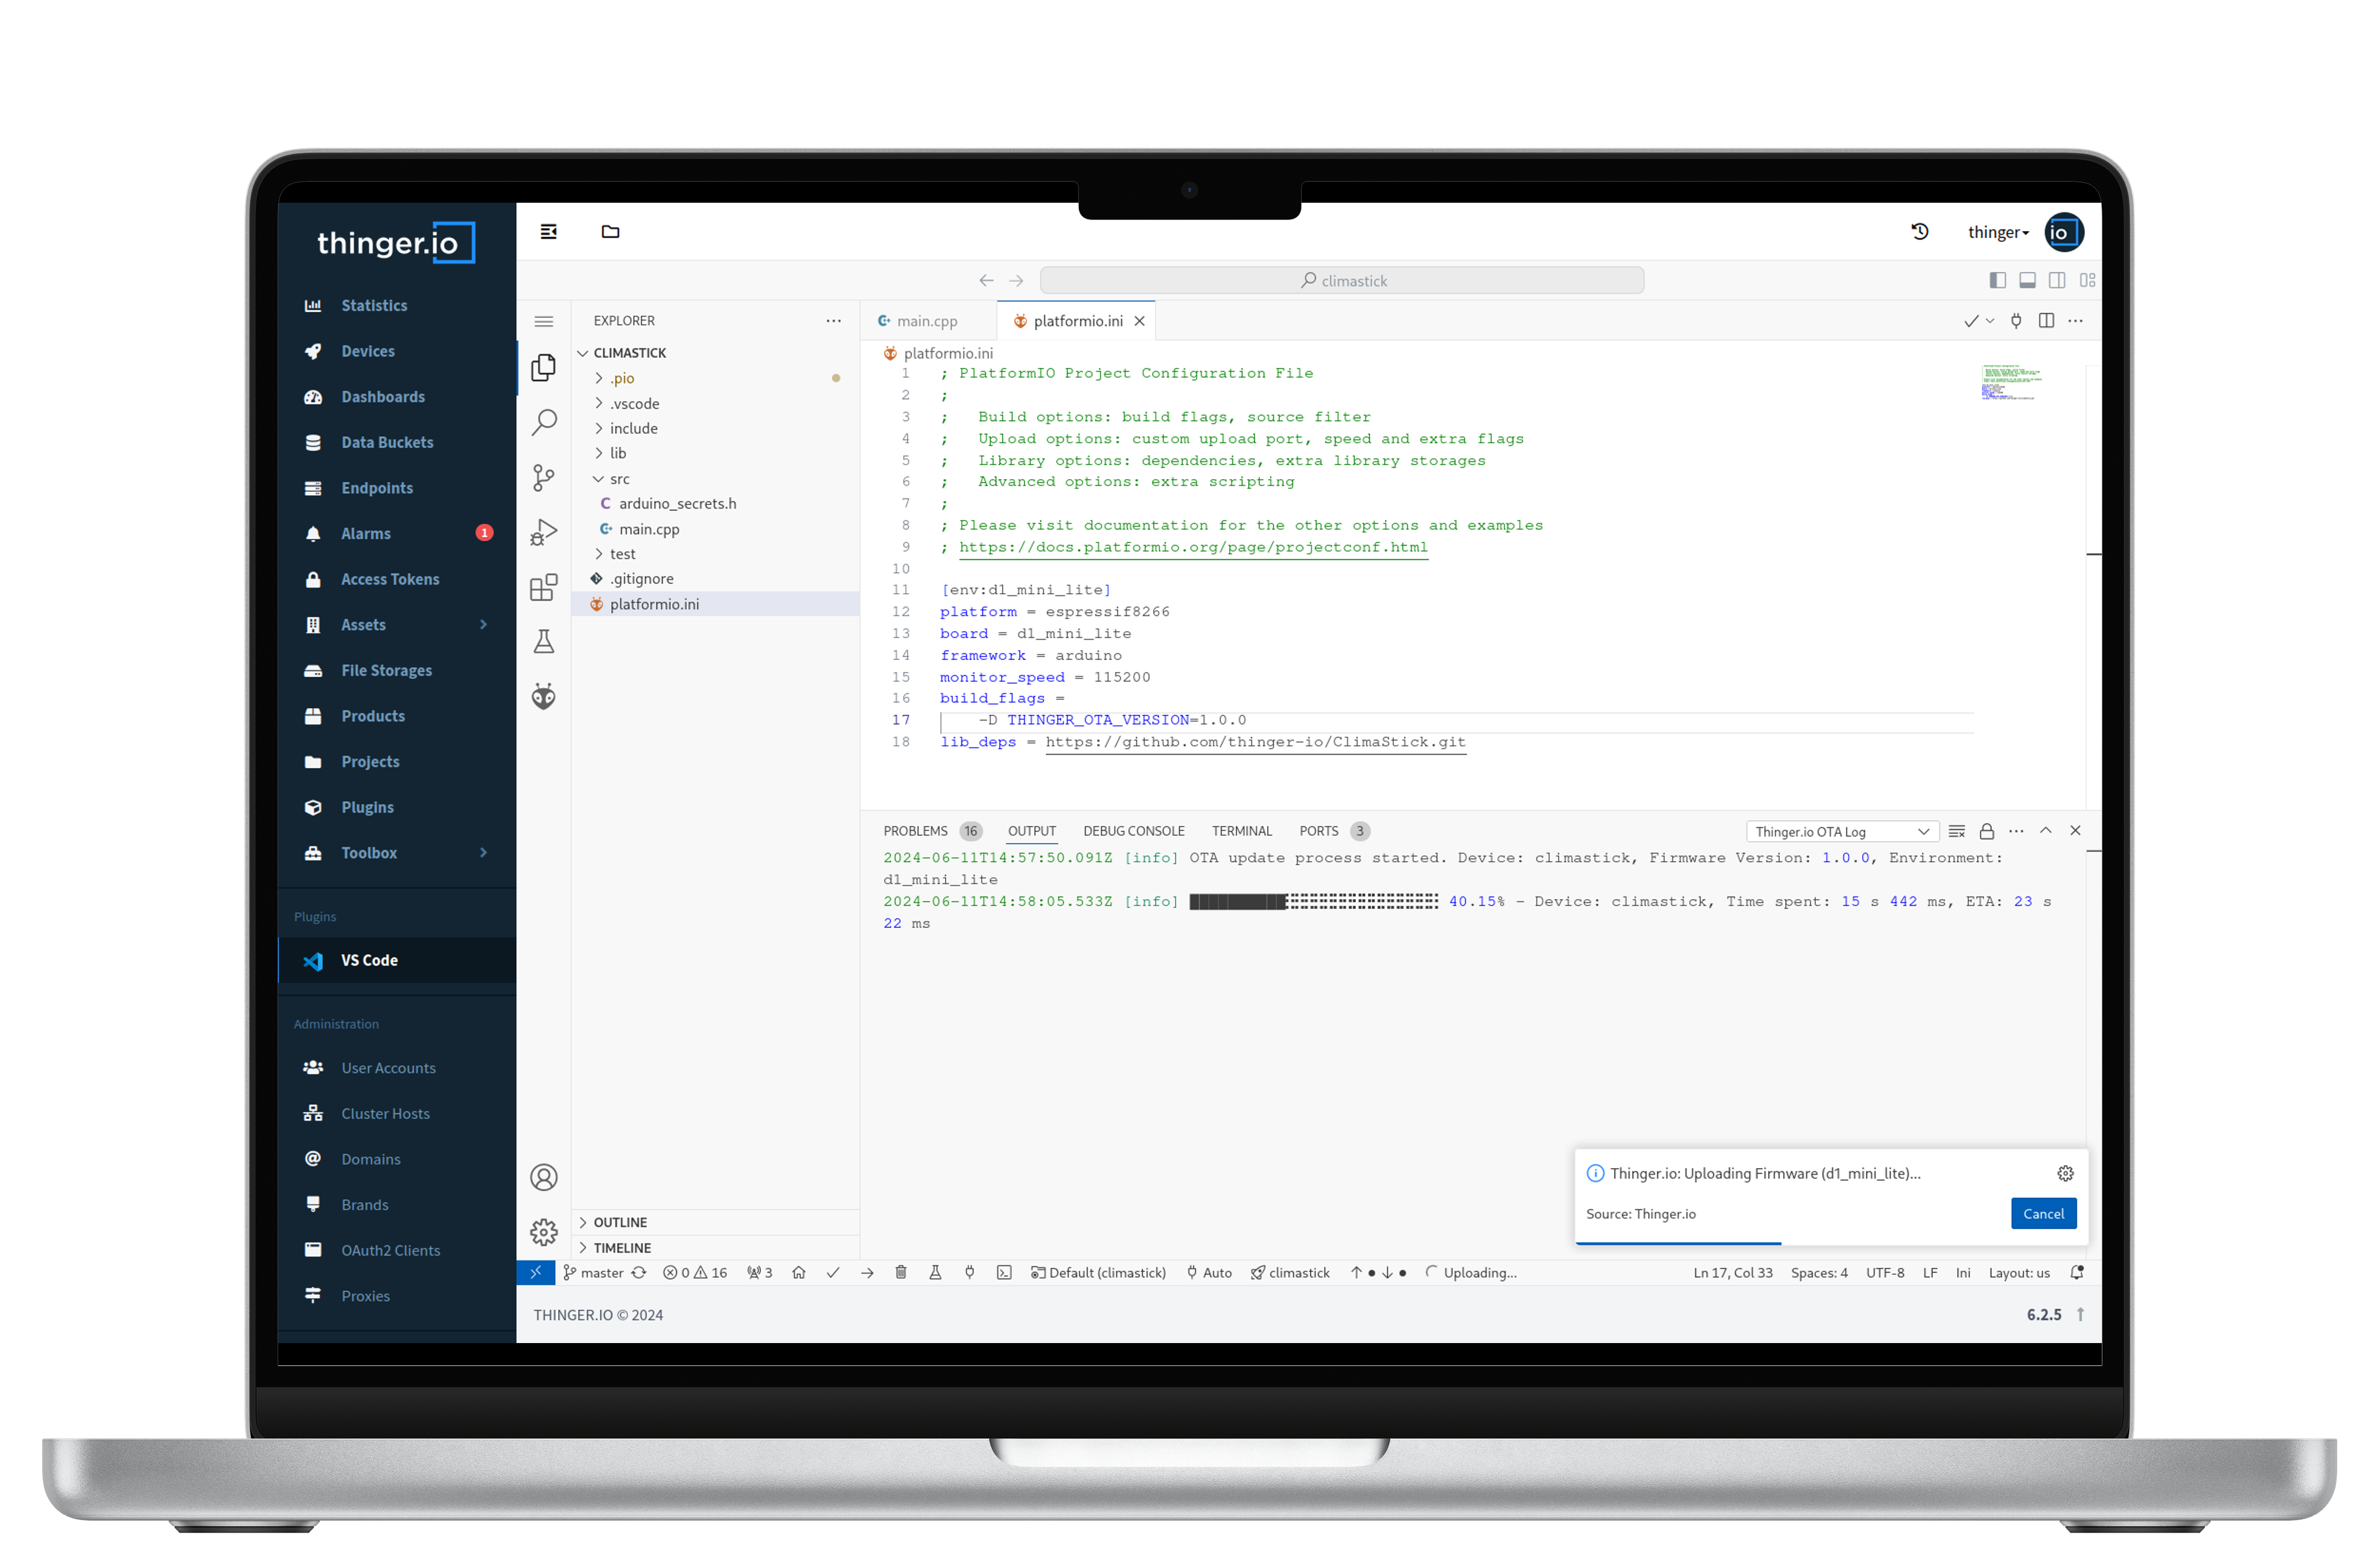 thinger.io
thinger
io
Statistics
Devices
Dashboards
Data Buckets
Endpoints
Alarms 1
Access Tokens
Assets
File Storages
Products
Projects
Plugins
Toolbox
Plugins
VS Code
Administration
User Accounts
Cluster Hosts
Domains
Brands
OAuth2 Clients
Proxies
climastick
EXPLORER
CLIMASTICK
.pio
.vscode
include
lib
src
C arduino_secrets.h
main.cpp
test
.gitignore
platformio.ini
OUTLINE
TIMELINE
main.cpp
platformio.ini
platformio.ini
1 ; PlatformIO Project Configuration File
2 ;
3 ;   Build options: build flags, source filter
4 ;   Upload options: custom upload port, speed and extra flags
5 ;   Library options: dependencies, extra library storages
6 ;   Advanced options: extra scripting
7 ;
8 ; Please visit documentation for the other options and examples
9 ; https://docs.platformio.org/page/projectconf.html
10
11 [env:d1_mini_lite]
12 platform = espressif8266
13 board = d1_mini_lite
14 framework = arduino
15 monitor_speed = 115200
16 build_flags =
17     -D THINGER_OTA_VERSION=1.0.0
18 lib_deps = https://github.com/thinger-io/ClimaStick.git
PROBLEMS 16 OUTPUT DEBUG CONSOLE TERMINAL PORTS 3 Thinger.io OTA Log
2024-06-11T14:57:50.091Z [info] OTA update process started. Device: climastick, Firmware Version: 1.0.0, Environment:
d1_mini_lite
2024-06-11T14:58:05.533Z [info] 40.15% - Device: climastick, Time spent: 15 s 442 ms, ETA: 23 s
22 ms
Thinger.io: Uploading Firmware (d1_mini_lite)...
Source: Thinger.io
Cancel
master 0 16 3 Default (climastick) Auto climastick Uploading... Ln 17, Col 33 Spaces: 4 UTF-8 LF Ini Layout: us
THINGER.IO © 2024
6.2.5